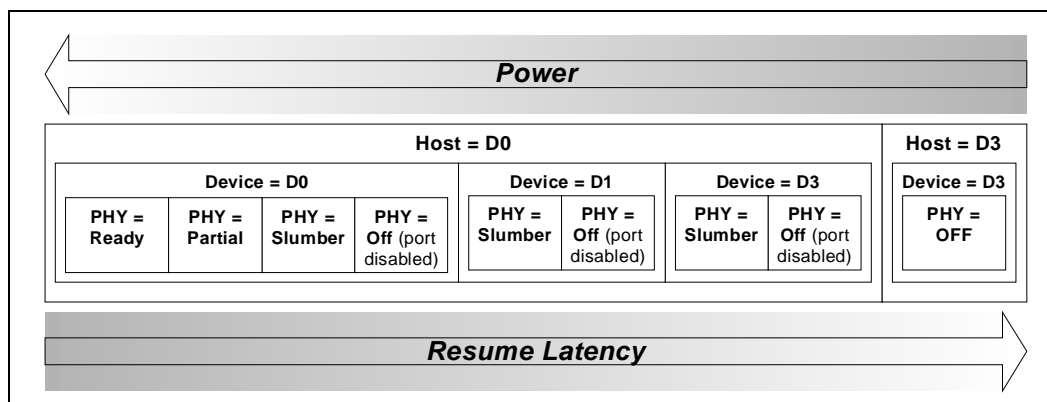 Power
Host = D0 Host = D3
Device = D0 Device = D1 Device = D3 Device = D3
PHY = PHY = PHY = PHY = PHY = PHY = PHY = PHY = PHY =
Ready Partial Slumber Off (port Slumber Off (port Slumber Off (port OFF
disabled) disabled) disabled)
Resume Latency